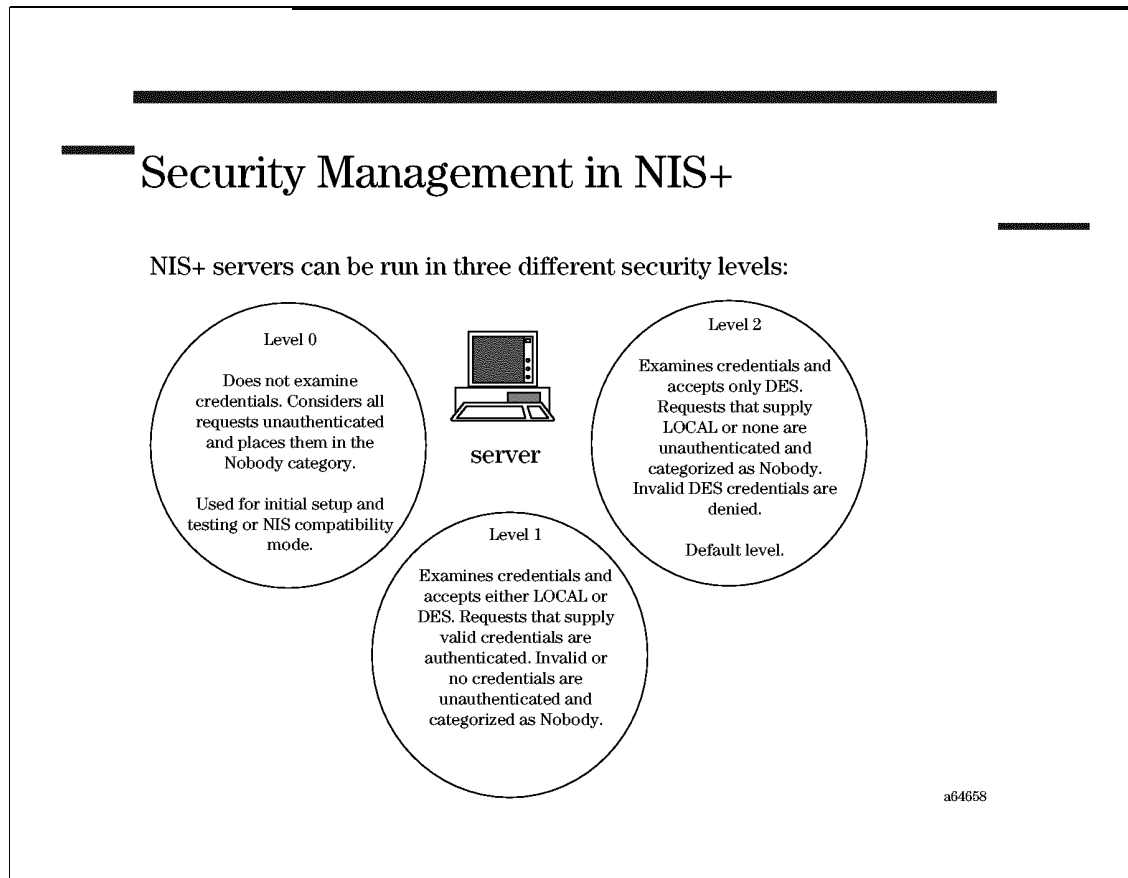 Security Management in NIS+
NIS+ servers can be run in three different security levels:
Level 0
Does not examine
credentials. Considers all
requests unauthenticated
and places them in the
Nobody category.
Used for initial setup and
testing or NIS compatibility
mode.
server
Level 2
Examines credentials and
accepts only DES.
Requests that supply
LOCAL or none are
unauthenticated and
categorized as Nobody.
Invalid DES credentials are
denied.
Default level.
Level 1
Examines credentials and
accepts either LOCAL or
DES. Requests that supply
valid credentials are
authenticated. Invalid or
no credentials are
unauthenticated and
categorized as Nobody.
a64658